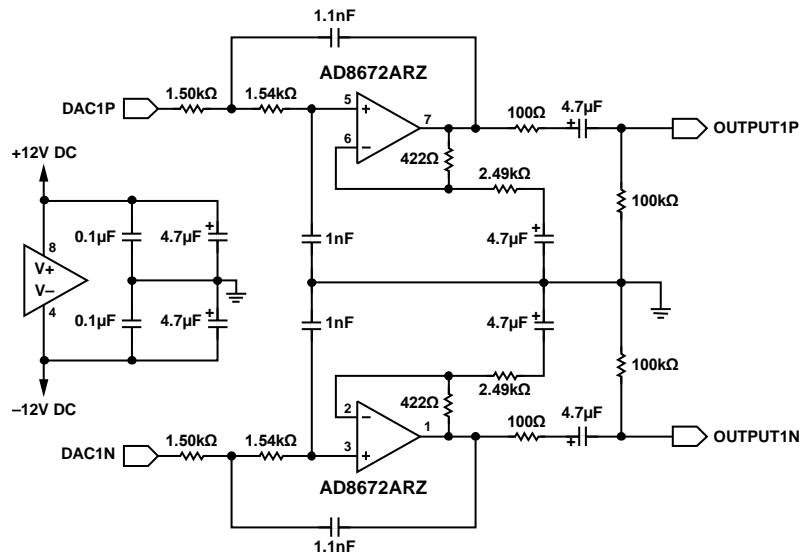 1.1nF
AD8672ARZ
1.50kΩ
1.54kΩ
DAC1P
5
+
7
6
–
100Ω
4.7µF
+
OUTPUT1P
422Ω
2.49kΩ
100kΩ
+12V DC
0.1µF
4.7µF
+
8
V+
V–
4
0.1µF
4.7µF
+
–12V DC
1nF
4.7µF
+
1nF
4.7µF
+
100kΩ
2.49kΩ
422Ω
2
–
1
3
+
100Ω
4.7µF
+
OUTPUT1N
1.50kΩ
1.54kΩ
DAC1N
AD8672ARZ
1.1nF